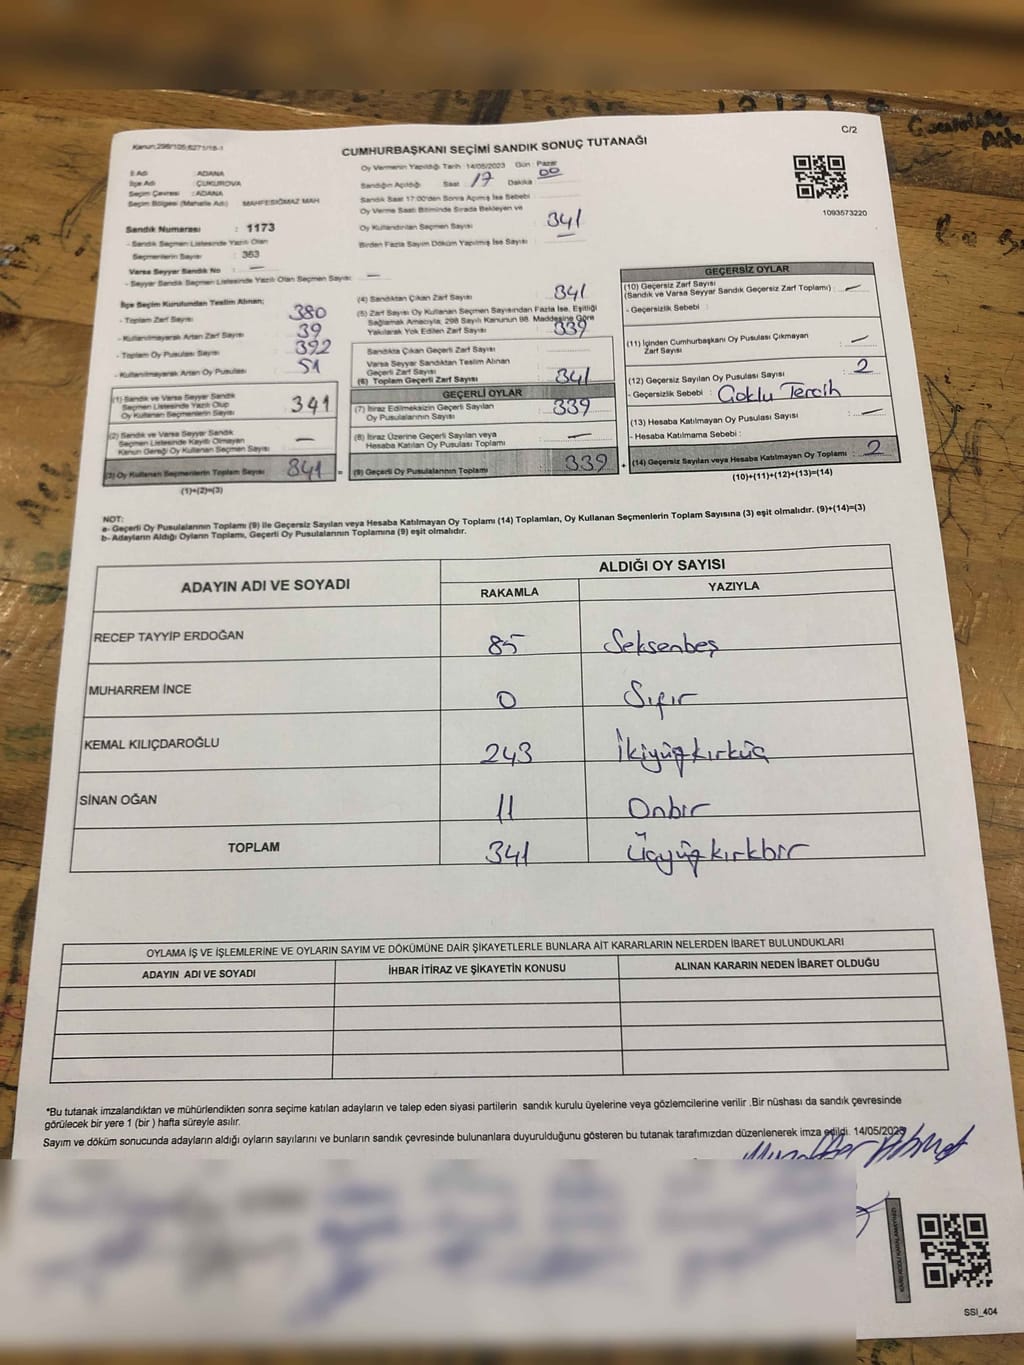 Kanun;298/105;6271/18-1
C/2
CUMHURBAŞKANI SEÇİMİ SANDIK SONUÇ TUTANAĞI
İl Adı : ADANA
İlçe Adı : ÇUKUROVA
Seçim Çevresi : ADANA
Seçim Bölgesi (Mahalle Adı) MAHFESIĞMAZ MAH
Sandık Numarası : 1173
- Sandık Seçmen Listesinde Yazılı Olan
Seçmenlerin Sayısı : 363
Varsa Seyyar Sandık No : —
- Seyyar Sandık Seçmen Listesinde Yazılı Olan Seçmen Sayısı : —
Oy Vermenin Yapıldığı Tarih : 14/05/2023 Gün : Pazar
Sandığın Açıldığı Saat : 17 Dakika : 00
Sandık Saat 17:00'den Sonra Açılmış İse Sebebi :
Oy Verme Saati Bitiminde Sırada Bekleyen ve
Oy Kullandırılan Seçmen Sayısı : 341
Birden Fazla Sayım Döküm Yapılmış İse Sayısı : —
1093573220
İlçe Seçim Kurulundan Teslim Alınan;
- Toplam Zarf Sayısı : 380
- Kullanılmayarak Artan Zarf Sayısı : 39
- Toplam Oy Pusulası Sayısı : 392
- Kullanılmayarak Artan Oy Pusulası : 51
(1) Sandık ve Varsa Seyyar Sandık
Seçmen Listesinde Yazılı Olup
Oy Kullanan Seçmenlerin Sayısı : 341
(2) Sandık ve Varsa Seyyar Sandık
Seçmen Listesinde Kayıtlı Olmayan
Kanun Gereği Oy Kullanan Seçmen Sayısı : —
(3) Oy Kullanan Seçmenlerin Toplam Sayısı : 341 =
(1)+(2)=(3)
(4) Sandıktan Çıkan Zarf Sayısı : 341
(5) Zarf Sayısı Oy Kullanan Seçmen Sayısından Fazla İse, Eşitliği
Sağlamak Amacıyla; 298 Sayılı Kanunun 98. Maddesine Göre
Yakılarak Yok Edilen Zarf Sayısı : 339
Sandıkta Çıkan Geçerli Zarf Sayısı :
Varsa Seyyar Sandıktan Teslim Alınan
Geçerli Zarf Sayısı :
(6) Toplam Geçerli Zarf Sayısı : 341
GEÇERLİ OYLAR
(7) İtiraz Edilmeksizin Geçerli Sayılan
Oy Pusulalarının Sayısı : 339
(8) İtiraz Üzerine Geçerli Sayılan veya
Hesaba Katılan Oy Pusulası Toplamı : —
(9) Geçerli Oy Pusulalarının Toplamı : 339 +
GEÇERSİZ OYLAR
(10) Geçersiz Zarf Sayısı
(Sandık ve Varsa Seyyar Sandık Geçersiz Zarf Toplamı) : —
- Geçersizlik Sebebi :
(11) İçinden Cumhurbaşkanı Oy Pusulası Çıkmayan
Zarf Sayısı : —
(12) Geçersiz Sayılan Oy Pusulası Sayısı : 2
- Geçersizlik Sebebi : Çoklu Tercih
(13) Hesaba Katılmayan Oy Pusulası Sayısı : —
- Hesaba Katılmama Sebebi :
(14) Geçersiz Sayılan veya Hesaba Katılmayan Oy Toplamı : 2
(10)+(11)+(12)+(13)=(14)
NOT:
a- Geçerli Oy Pusulalarının Toplamı (9) ile Geçersiz Sayılan veya Hesaba Katılmayan Oy Toplamı (14) Toplamları, Oy Kullanan Seçmenlerin Toplam Sayısına (3) eşit olmalıdır. (9)+(14)=(3)
b- Adayların Aldığı Oyların Toplamı, Geçerli Oy Pusulalarının Toplamına (9) eşit olmalıdır.
ADAYIN ADI VE SOYADI
ALDIĞI OY SAYISI
RAKAMLA YAZIYLA
RECEP TAYYİP ERDOĞAN 85 Seksenbeş
MUHARREM İNCE 0 Sıfır
KEMAL KILIÇDAROĞLU 243 İkiyüzkırküç
SİNAN OĞAN 11 Onbir
TOPLAM 341 Üçyüzkırkbir
OYLAMA İŞ VE İŞLEMLERİNE VE OYLARIN SAYIM VE DÖKÜMÜNE DAİR ŞİKAYETLERLE BUNLARA AİT KARARLARIN NELERDEN İBARET BULUNDUKLARI
ADAYIN ADI VE SOYADI İHBAR İTİRAZ VE ŞİKAYETİN KONUSU ALINAN KARARIN NEDEN İBARET OLDUĞU
*Bu tutanak imzalandıktan ve mühürlendikten sonra seçime katılan adayların ve talep eden siyasi partilerin sandık kurulu üyelerine veya gözlemcilerine verilir .Bir nüshası da sandık çevresinde
görülecek bir yere 1 (bir ) hafta süreyle asılır.
Sayım ve döküm sonucunda adayların aldığı oyların sayılarını ve bunların sandık çevresinde bulunanlara duyurulduğunu gösteren bu tutanak tarafımızdan düzenlenerek imza edildi. 14/05/2023
SSI_404